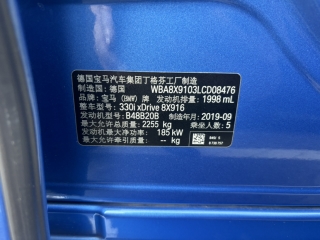 德国宝马汽车集团丁格芬工厂制造
制造国：德国 WBA8X9103LCD08476
品牌：宝马（BMW）牌 发动机排量：1998 mL
整车型号：330i xDrive 8X916
发动机型号：B48B20B 制造年月：2019-09
最大允许总质量：2255 kg 乘坐人数：5
发动机最大净功率：185 kW
最大允许牵引质量：-- kg